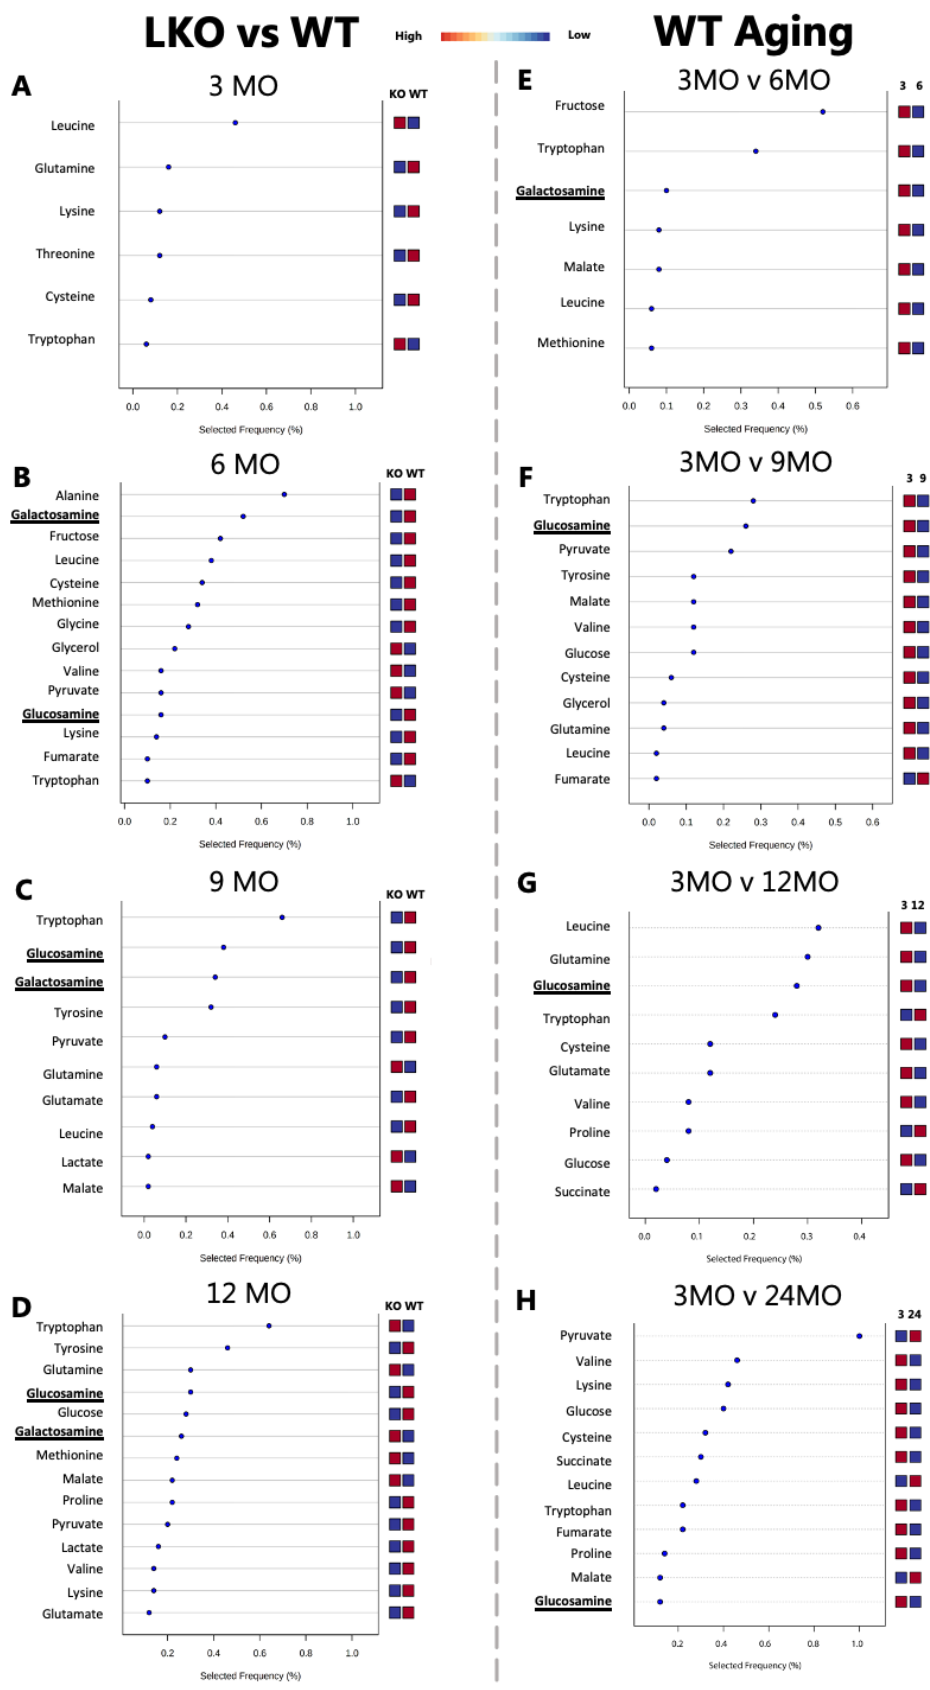 LKO vs WT
High
Low
WT Aging
A
3 MO
KO WT
Leucine
Glutamine
Lysine
Threonine
Cysteine
Tryptophan
0.0 0.2 0.4 0.6 0.8 1.0
Selected Frequency (%)
B
6 MO
KO WT
Alanine
Galactosamine
Fructose
Leucine
Cysteine
Methionine
Glycine
Glycerol
Valine
Pyruvate
Glucosamine
Lysine
Fumarate
Tryptophan
0.0 0.2 0.4 0.6 0.8 1.0
Selected Frequency (%)
C
9 MO
KO WT
Tryptophan
Glucosamine
Galactosamine
Tyrosine
Pyruvate
Glutamine
Glutamate
Leucine
Lactate
Malate
0.0 0.2 0.4 0.6 0.8 1.0
Selected Frequency (%)
D
12 MO
KO WT
Tryptophan
Tyrosine
Glutamine
Glucosamine
Glucose
Galactosamine
Methionine
Malate
Proline
Pyruvate
Lactate
Valine
Lysine
Glutamate
0.2 0.4 0.6 0.8 1.0
Selected Frequency (%)
E
3MO v 6MO
3 6
Fructose
Tryptophan
Galactosamine
Lysine
Malate
Leucine
Methionine
0.0 0.1 0.2 0.3 0.4 0.5 0.6
Selected Frequency (%)
F
3MO v 9MO
3 9
Tryptophan
Glucosamine
Pyruvate
Tyrosine
Malate
Valine
Glucose
Cysteine
Glycerol
Glutamine
Leucine
Fumarate
0.0 0.1 0.2 0.3 0.4 0.5 0.6
Selected Frequency (%)
G
3MO v 12MO
3 12
Leucine
Glutamine
Glucosamine
Tryptophan
Cysteine
Glutamate
Valine
Proline
Glucose
Succinate
0.0 0.1 0.2 0.3 0.4
Selected Frequency (%)
H
3MO v 24MO
3 24
Pyruvate
Valine
Lysine
Glucose
Cysteine
Succinate
Leucine
Tryptophan
Fumarate
Proline
Malate
Glucosamine
0.2 0.4 0.6 0.8 1.0
Selected Frequency (%)